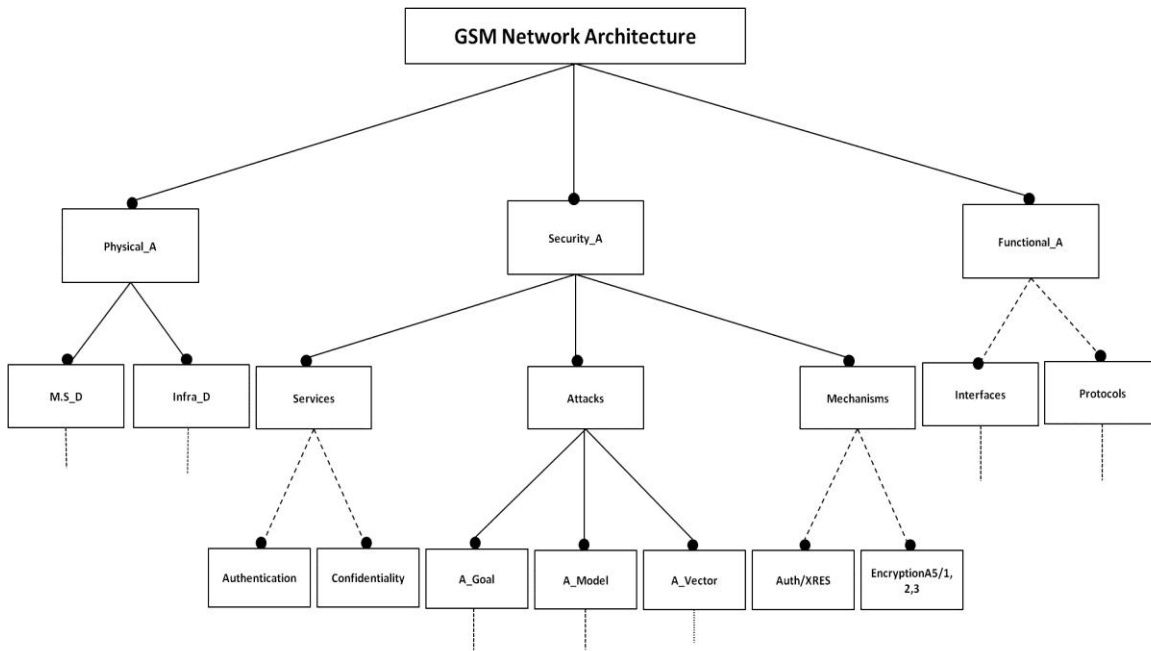 GSM Network Architecture
Physical_A
Security_A
Functional_A
M.S_D
Infra_D
Services
Attacks
Mechanisms
Interfaces
Protocols
Authentication
Confidentiality
A_Goal
A_Model
A_Vector
Auth/XRES
EncryptionA5/1,
2,3